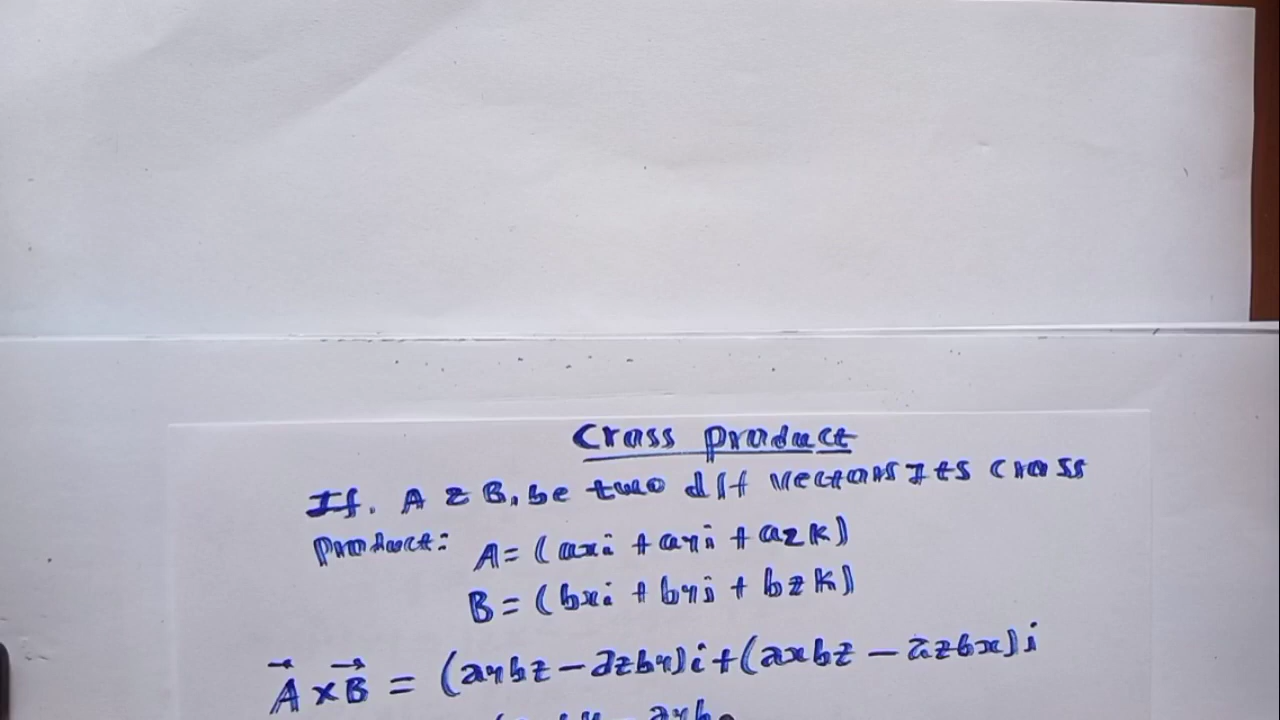 Cross product
If. A & B, be two dif vectors Its cross
product: A = (axi + ayj + azk)
B = (bxi + byj + bzk)
A⃗ × B⃗ = (aybz - azby)i + (axbz - azbx)j